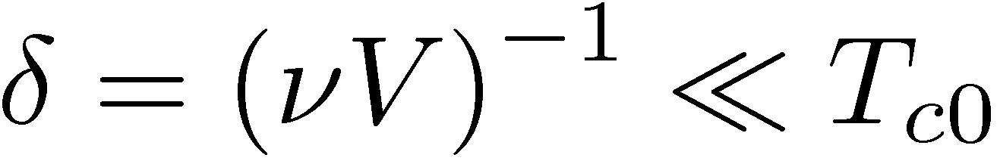 δ = (νV)⁻¹ ≪ T_{c0}